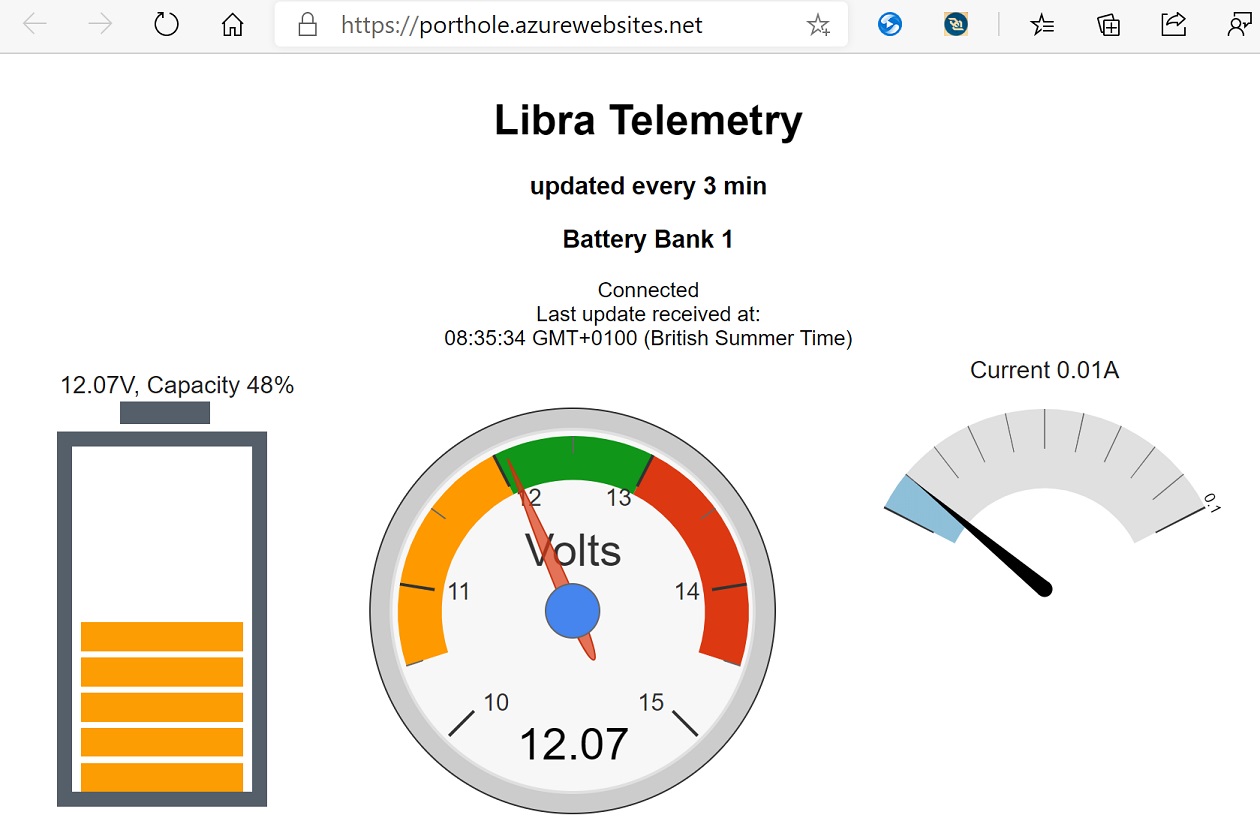 https://porthole.azurewebsites.net
Libra Telemetry
updated every 3 min
Battery Bank 1
Connected
Last update received at:
08:35:34 GMT+0100 (British Summer Time)
12.07V, Capacity 48%
Current 0.01A
12 13
0.1
Volts
11 14
10 15
12.07